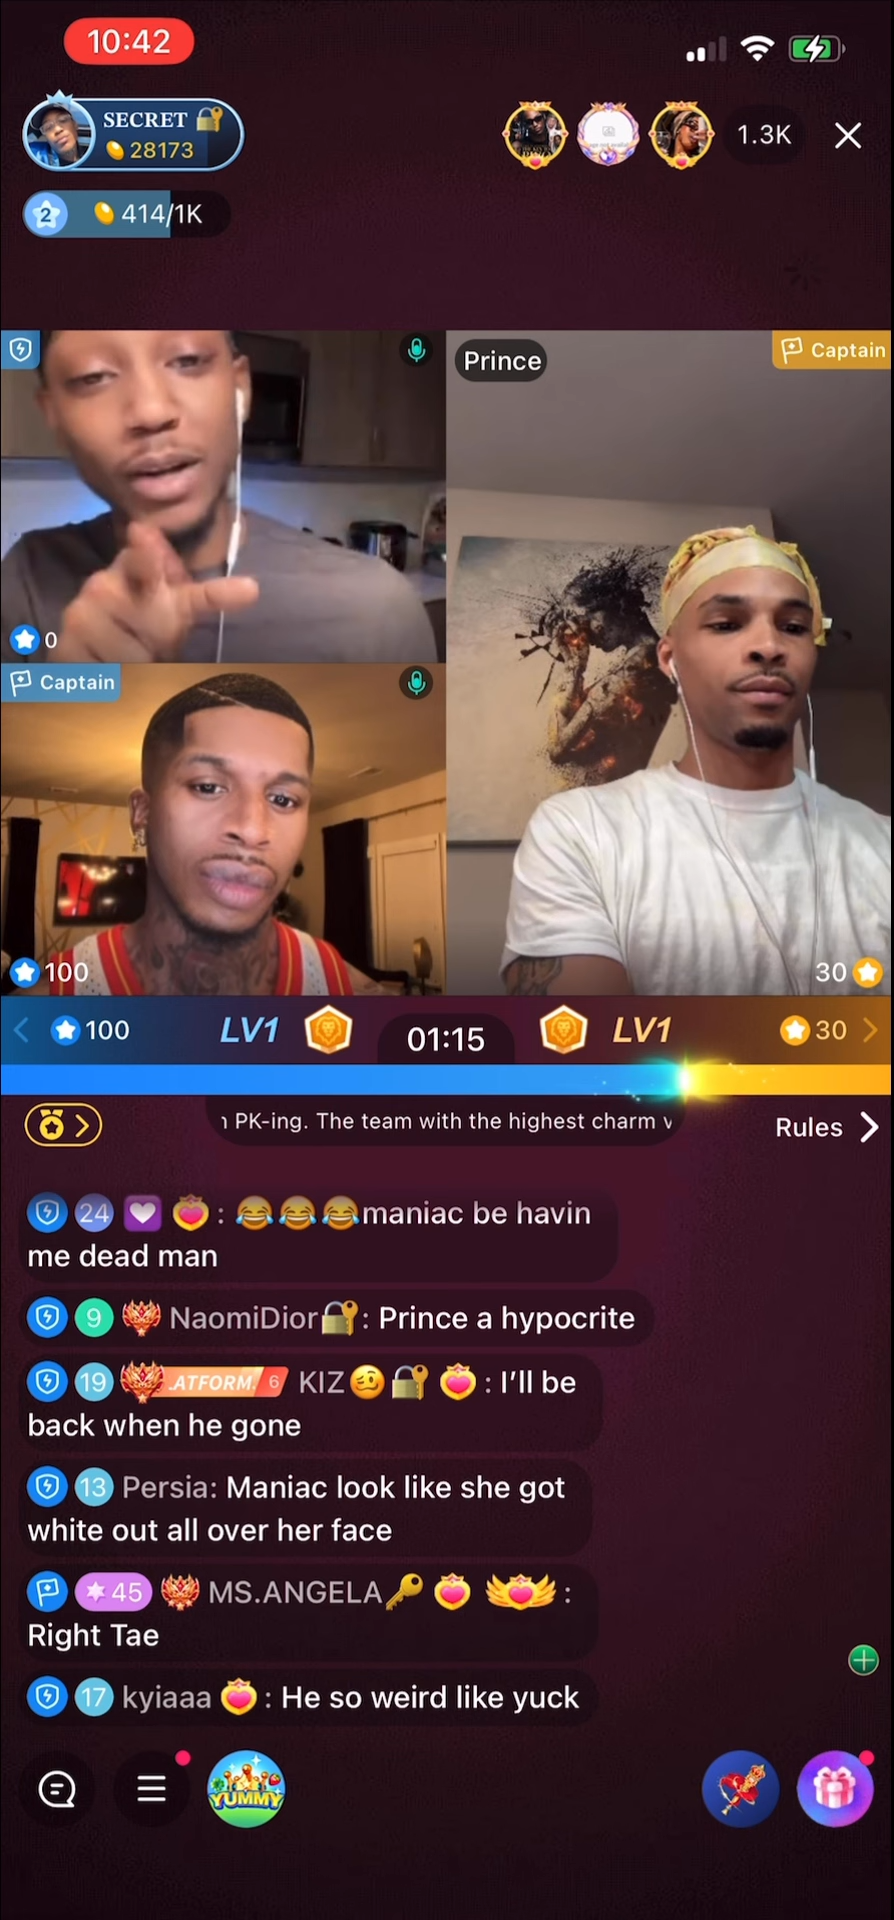 10:42
SECRET 🔐
28173
1.3K
2 414/1K
Prince
Captain
0
Captain
100
30
100
LV1
01:15
LV1
30
PK-ing. The team with the highest charm
Rules
24 : 😂😂😂maniac be havin
me dead man
9 NaomiDior🔐: Prince a hypocrite
19 ATFORM. 6 KIZ🥴🔐 : I’ll be
back when he gone
13 Persia: Maniac look like she got
white out all over her face
45 MS.ANGELA🔑 :
Right Tae
17 kyiaaa : He so weird like yuck
YUMMY